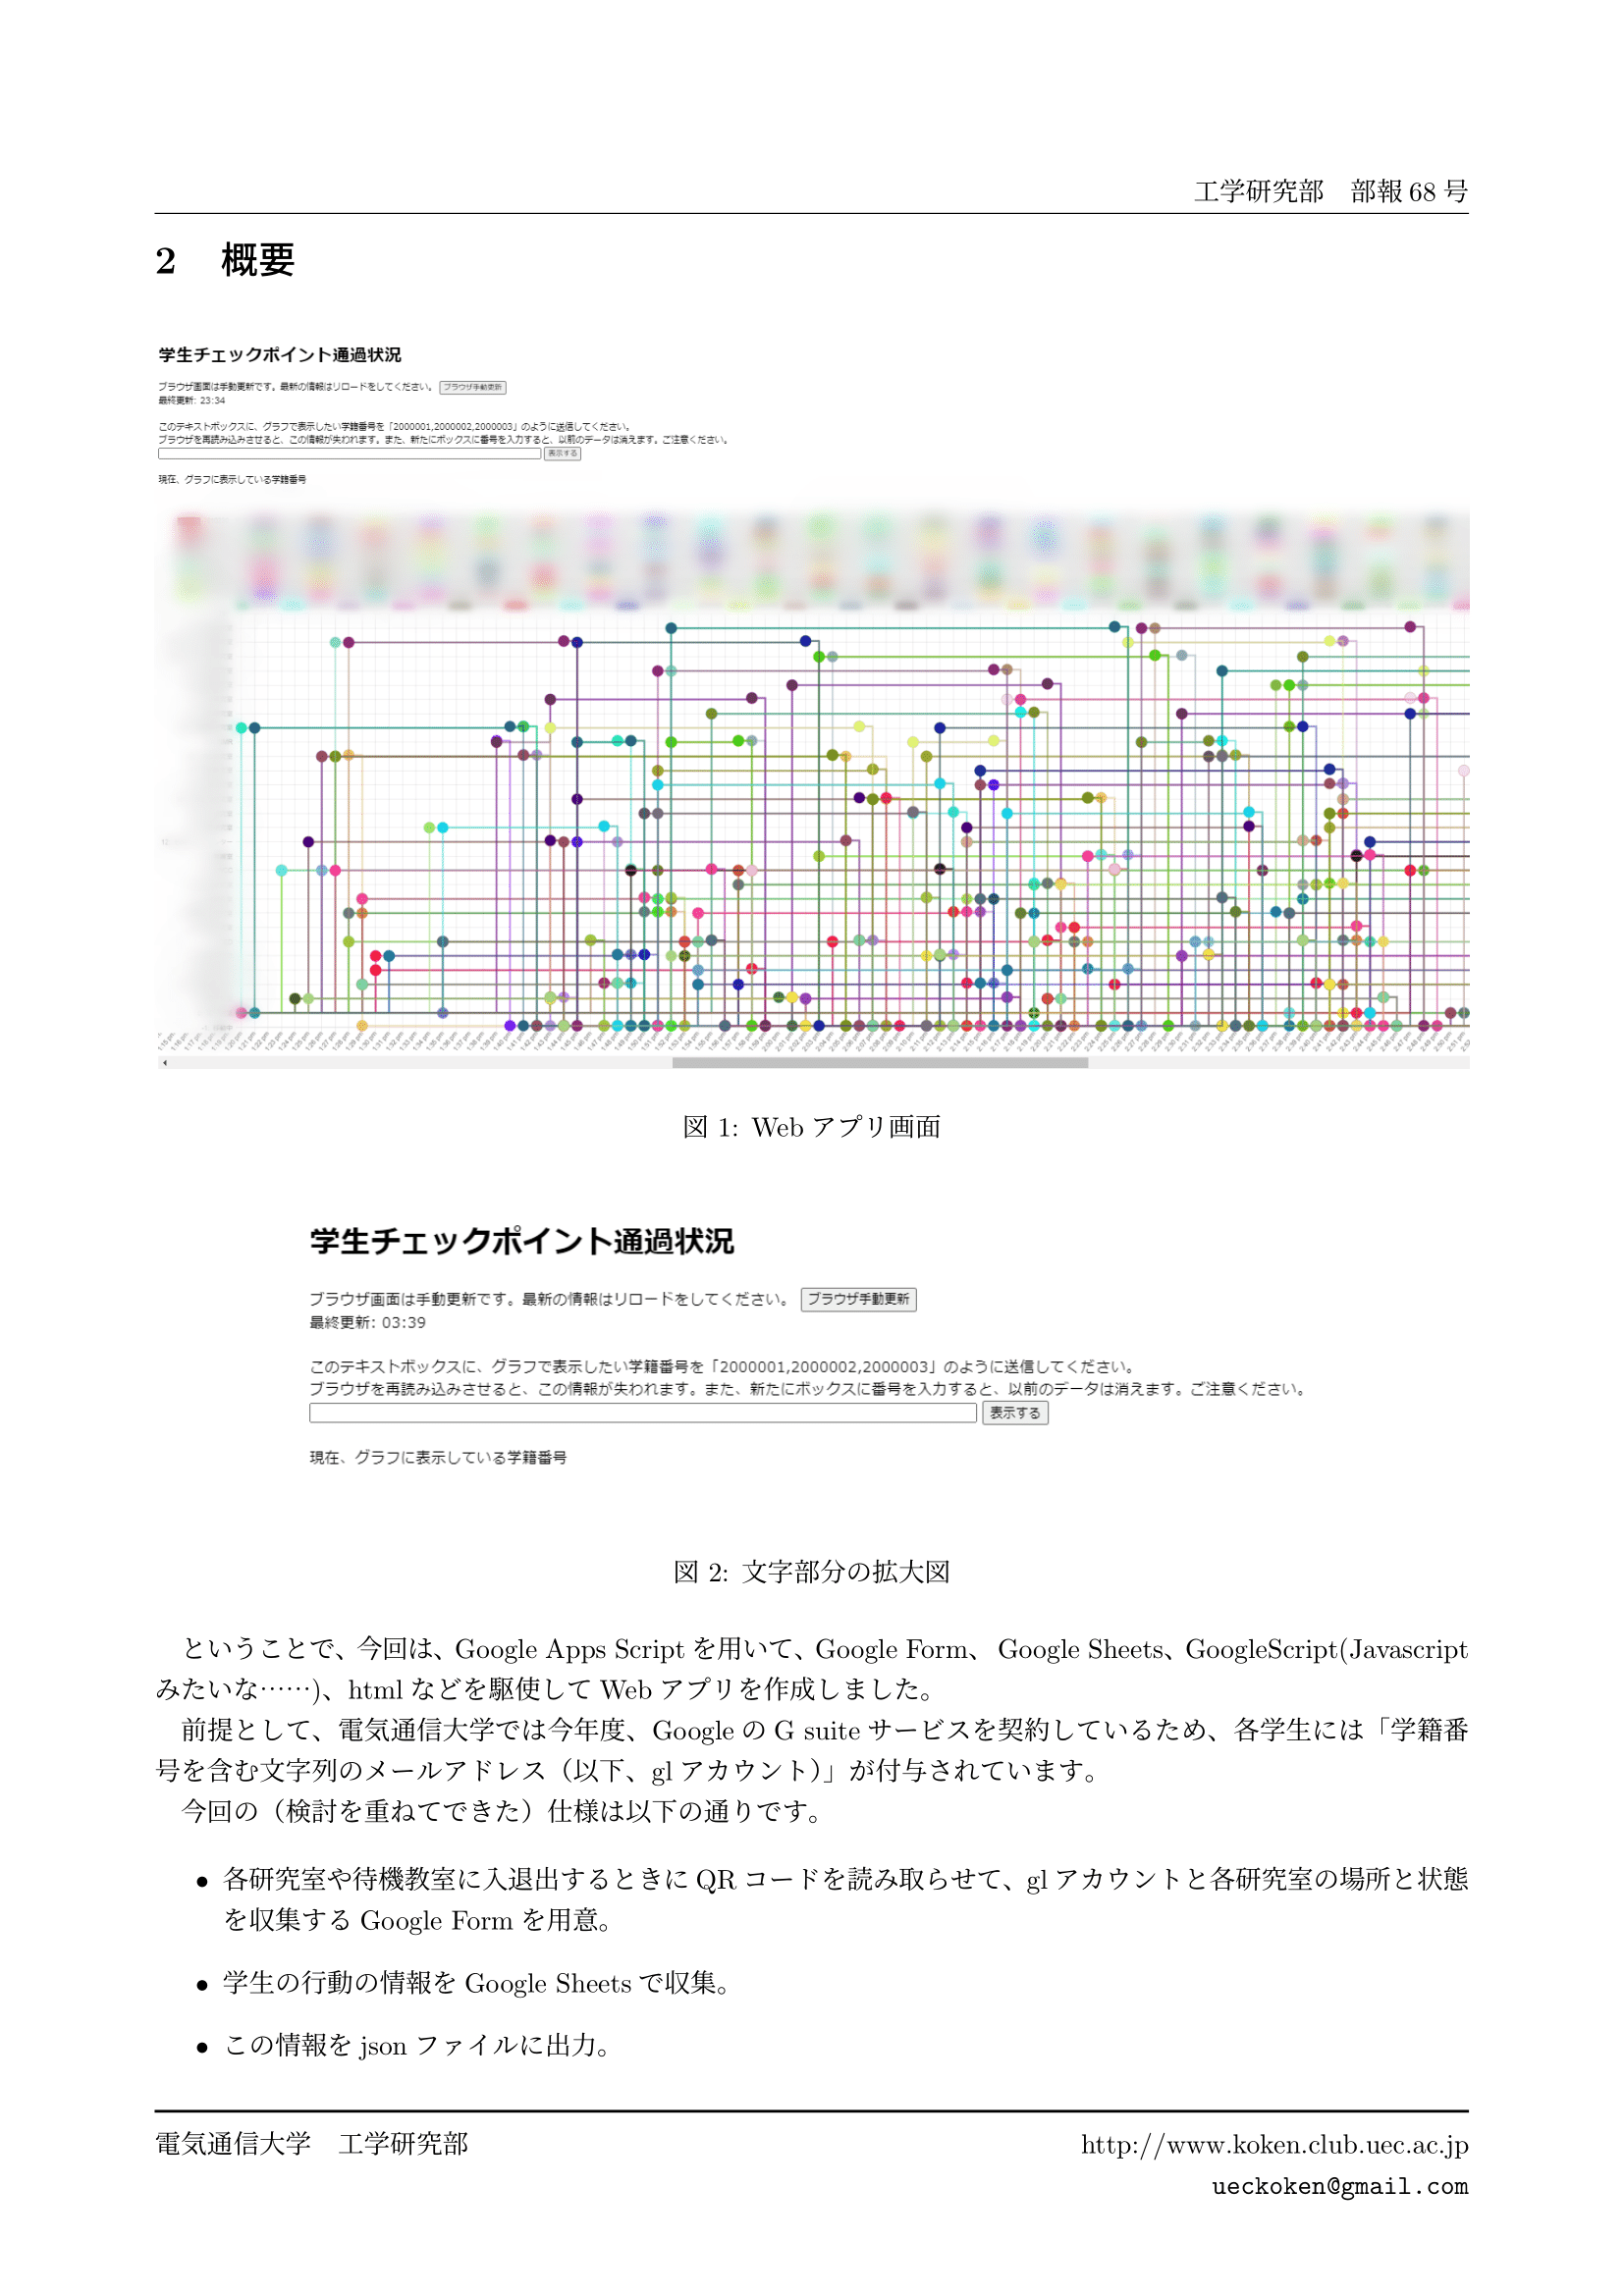 工学研究部　部報 68 号
2　概要
学生チェックポイント通過状況
ブラウザ画面は手動更新です。最新の情報はリロードをしてください。 ブラウザ手動更新
最終更新: 23:34
このテキストボックスに、グラフで表示したい学籍番号を「2000001,2000002,2000003」のように送信してください。
ブラウザを再読み込みさせると、この情報が失われます。また、新たにボックスに番号を入力すると、以前のデータは消えます。ご注意ください。
表示する
現在、グラフに表示している学籍番号
図 1: Web アプリ画面
学生チェックポイント通過状況
ブラウザ画面は手動更新です。最新の情報はリロードをしてください。 ブラウザ手動更新
最終更新: 03:39
このテキストボックスに、グラフで表示したい学籍番号を「2000001,2000002,2000003」のように送信してください。
ブラウザを再読み込みさせると、この情報が失われます。また、新たにボックスに番号を入力すると、以前のデータは消えます。ご注意ください。
表示する
現在、グラフに表示している学籍番号
図 2: 文字部分の拡大図
ということで、今回は、Google Apps Script を用いて、Google Form、 Google Sheets、GoogleScript(Javascript
みたいな……)、html などを駆使して Web アプリを作成しました。
前提として、電気通信大学では今年度、Google の G suite サービスを契約しているため、各学生には「学籍番
号を含む文字列のメールアドレス（以下、gl アカウント）」が付与されています。
今回の（検討を重ねてできた）仕様は以下の通りです。
• 各研究室や待機教室に入退出するときに QR コードを読み取らせて、gl アカウントと各研究室の場所と状態
を収集する Google Form を用意。
• 学生の行動の情報を Google Sheets で収集。
• この情報を json ファイルに出力。
電気通信大学　工学研究部
http://www.koken.club.uec.ac.jp
ueckoken@gmail.com